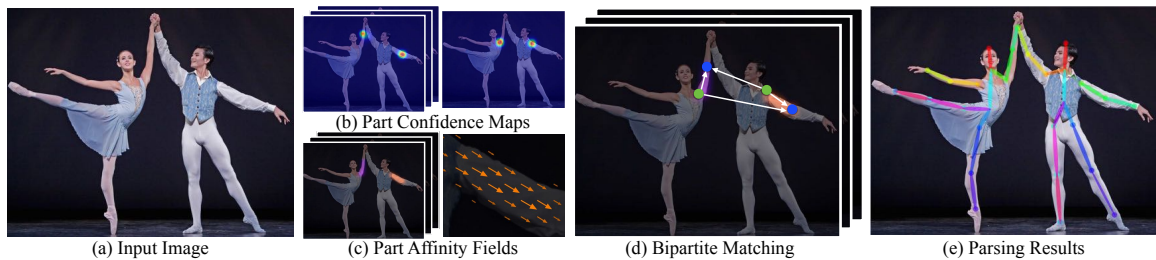 (b) Part Confidence Maps
(a) Input Image
(c) Part Affinity Fields
(d) Bipartite Matching
(e) Parsing Results